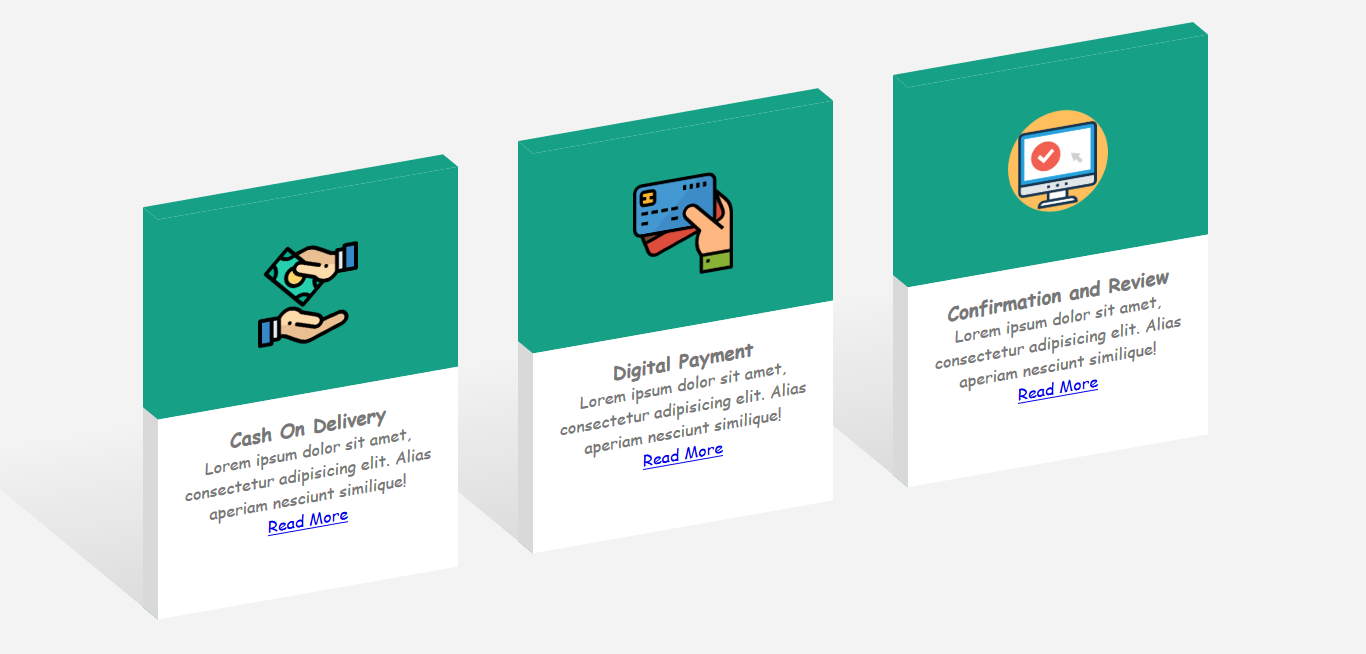 Cash On Delivery
Lorem ipsum dolor sit amet,
consectetur adipisicing elit. Alias
aperiam nesciunt similique!
Read More
Digital Payment
Lorem ipsum dolor sit amet,
consectetur adipisicing elit. Alias
aperiam nesciunt similique!
Read More
Confirmation and Review
Lorem ipsum dolor sit amet,
consectetur adipisicing elit. Alias
aperiam nesciunt similique!
Read More